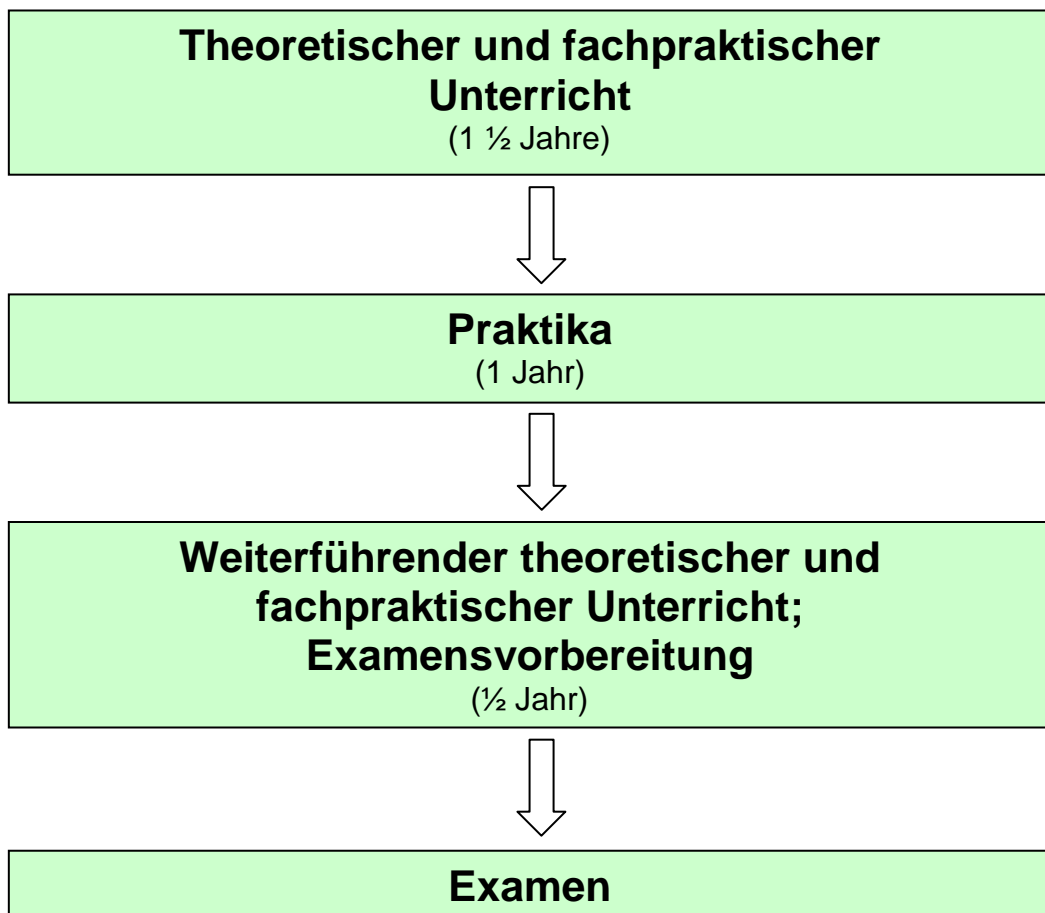 Theoretischer und fachpraktischer
Unterricht
(1 ½ Jahre)
Praktika
(1 Jahr)
Weiterführender theoretischer und
fachpraktischer Unterricht;
Examensvorbereitung
(½ Jahr)
Examen